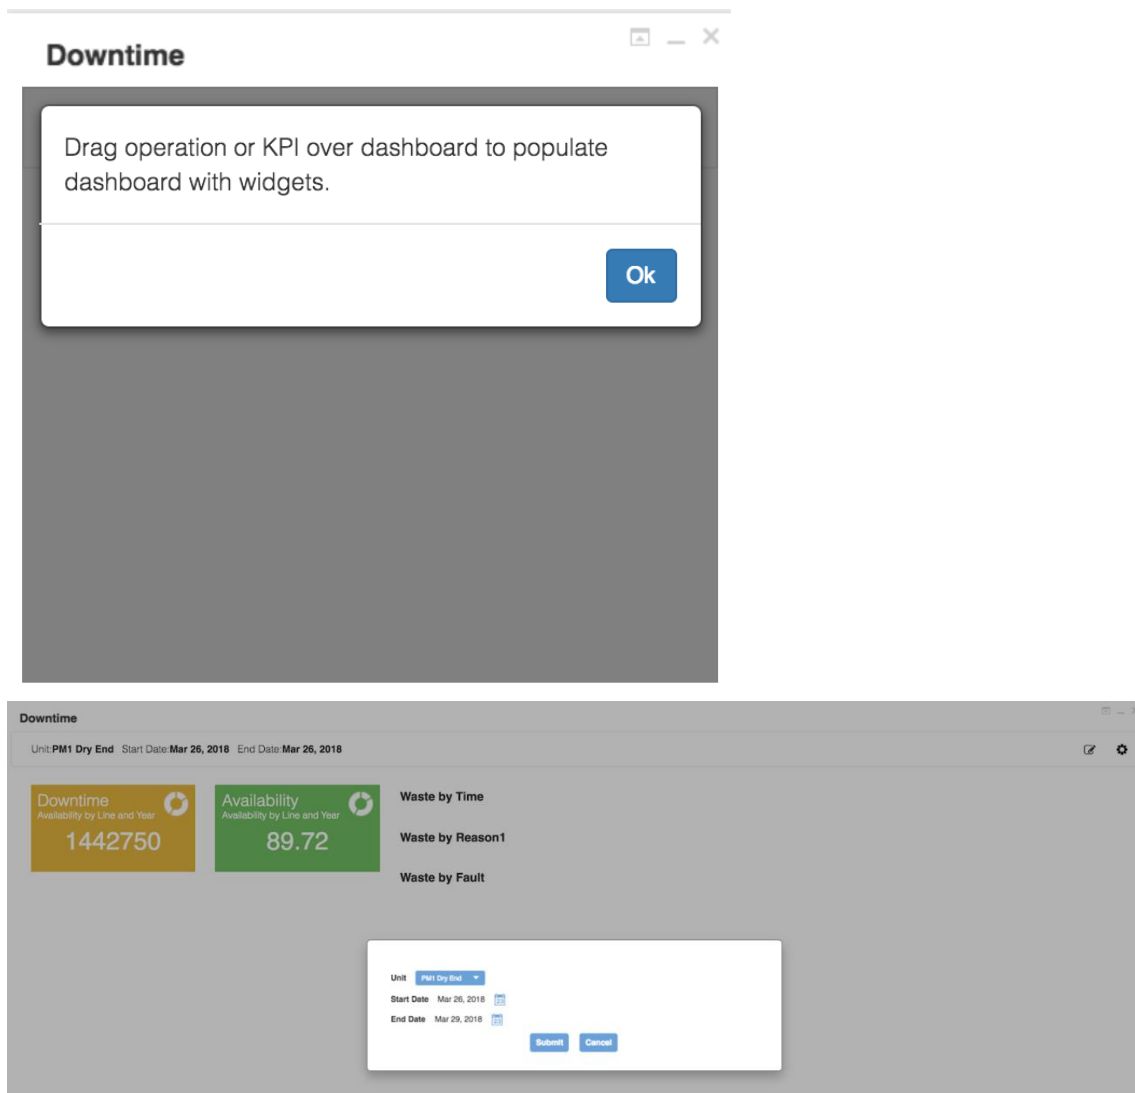 Downtime
Drag operation or KPI over dashboard to populate
dashboard with widgets.
Ok
Downtime
Unit:PM1 Dry End Start Date:Mar 26, 2018 End Date:Mar 26, 2018
Downtime
Availability by Line and Year
1442750
Availability
Availability by Line and Year
89.72
Waste by Time
Waste by Reason1
Waste by Fault
Unit PM1 Dry End
Start Date Mar 26, 2018
End Date Mar 29, 2018
Submit Cancel